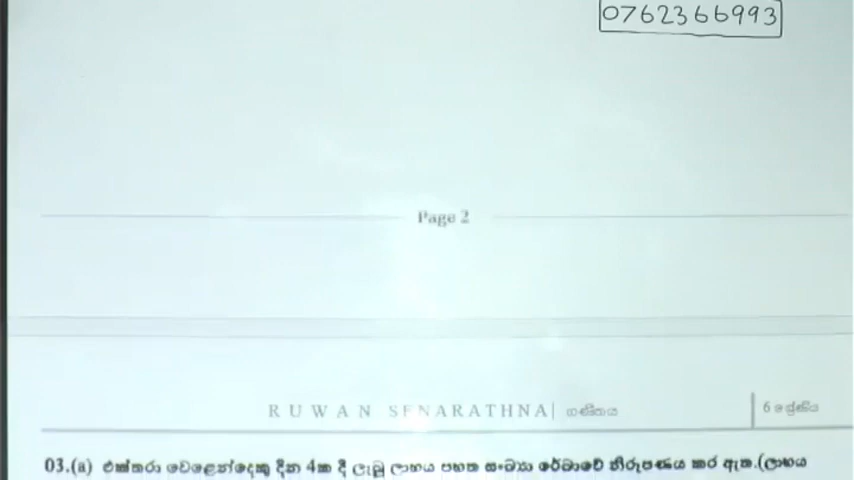 0762366993
Page 2
RUWAN SENARATHNA| ගණිතය
6 ශ්‍රේණිය
03.(a) එක්තරා වෙළෙන්දෙකු දින 4ක දී ලැබූ ලාභය පහත සංඛ්‍යා රේඛාවේ නිරූපණය කර ඇත.(ලාභය